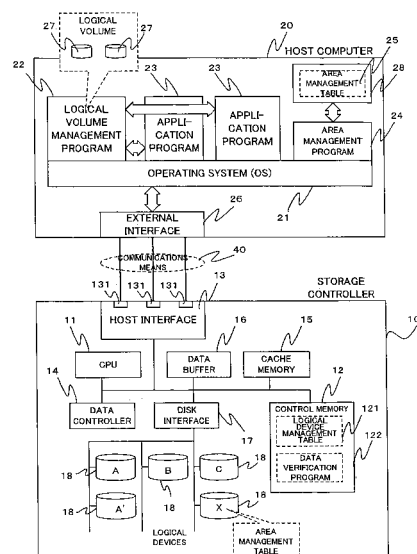 LOGICAL
VOLUME
27
27
20
25
HOST COMPUTER
22
23
23
AREA
MANAGEMENT
TABLE
28
LOGICAL
VOLUME
MANAGEMENT
PROGRAM
APPLI-
CATION
PROGRAM
APPLI-
CATION
PROGRAM
AREA
MANAGEMENT
PROGRAM
24
OPERATING SYSTEM (OS)
21
EXTERNAL
INTERFACE
26
COMMUNICATIONS
MEANS
40
131
131
131
13
STORAGE
CONTROLLER
HOST INTERFACE
10
11
16
15
CPU
DATA
BUFFER
CACHE
MEMORY
12
14
DATA
CONTROLLER
DISK
INTERFACE
17
CONTROL MEMORY
LOGICAL
DEVICE
MANAGEMENT
TABLE
121
DATA
VERIFICATION
PROGRAM
122
18
A
B
C
18
18
18
A'
X
18
LOGICAL
DEVICES
AREA
MANAGEMENT
TABLE